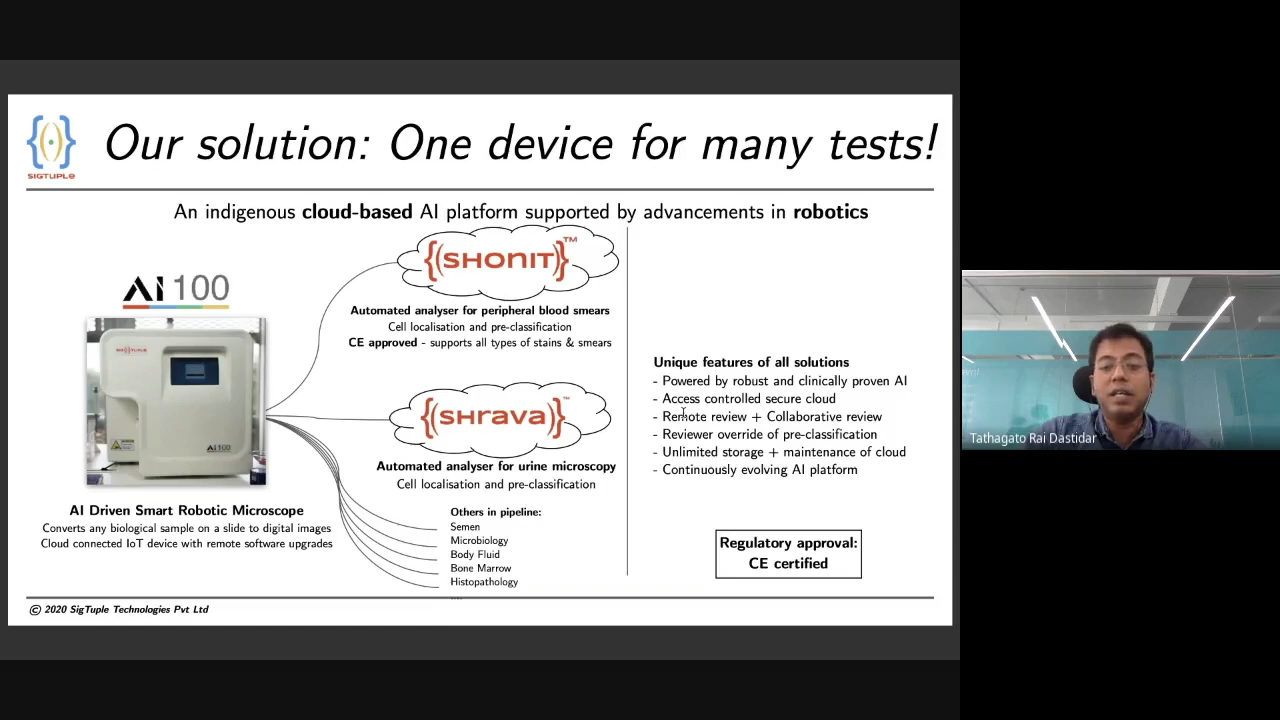 Our solution: One device for many tests!
SIGTUPLE
An indigenous cloud-based AI platform supported by advancements in robotics
{(SHONIT)}™
AI 100
Automated analyser for peripheral blood smears
Cell localisation and pre-classification
CE approved - supports all types of stains & smears
SIGTUPLE
AI 100
{(SHrava)}™
Automated analyser for urine microscopy
Cell localisation and pre-classification
AI Driven Smart Robotic Microscope
Converts any biological sample on a slide to digital images
Cloud connected IoT device with remote software upgrades
Others in pipeline:
Semen
Microbiology
Body Fluid
Bone Marrow
Histopathology
....
Unique features of all solutions
- Powered by robust and clinically proven AI
- Access controlled secure cloud
- Remote review + Collaborative review
- Reviewer override of pre-classification
- Unlimited storage + maintenance of cloud
- Continuously evolving AI platform
Regulatory approval:
CE certified
© 2020 SigTuple Technologies Pvt Ltd
Tathagato Rai Dastidar